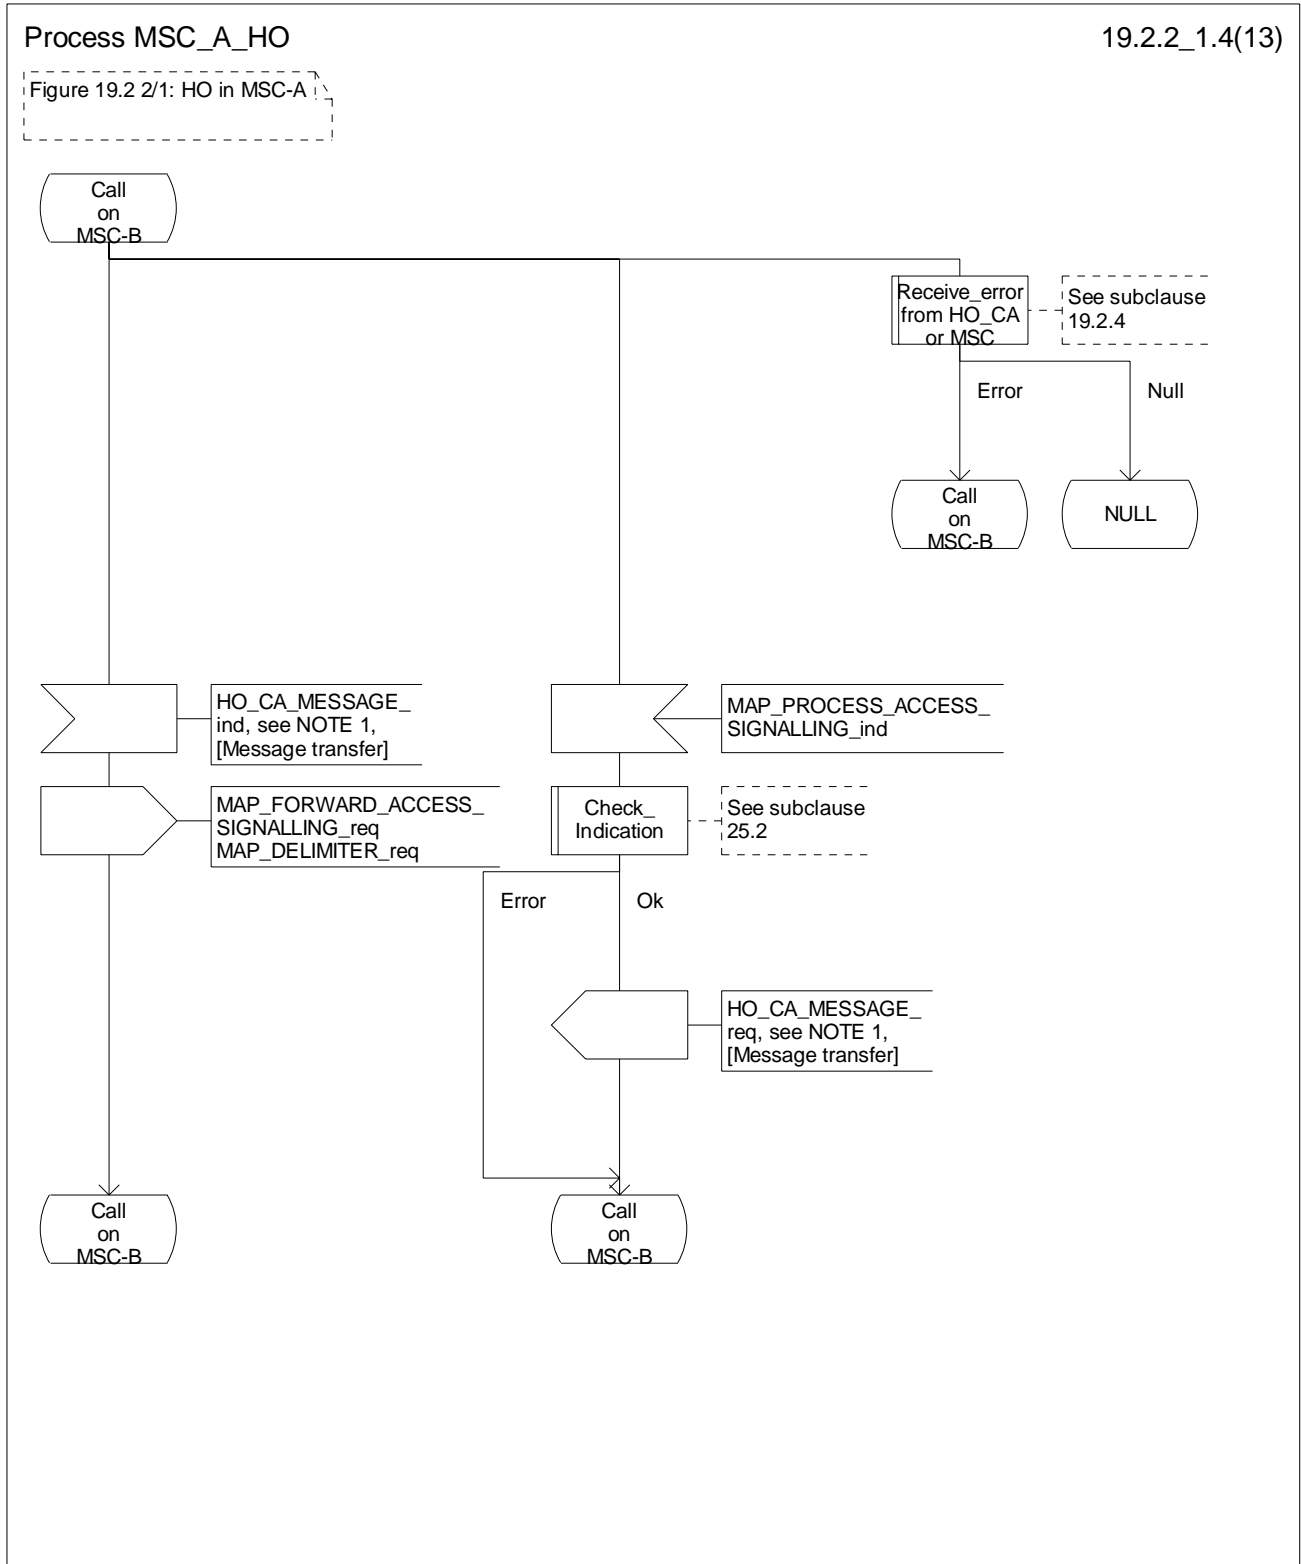 Process MSC_A_HO
19.2.2_1.4(13)
Figure 19.2 2/1: HO in MSC-A
Call
on
MSC-B
Receive_error
from HO_CA
or MSC
See subclause
19.2.4
Error
Null
Call
on
MSC-B
NULL
HO_CA_MESSAGE_
ind, see NOTE 1,
[Message transfer]
MAP_PROCESS_ACCESS_
SIGNALLING_ind
MAP_FORWARD_ACCESS_
SIGNALLING_req
MAP_DELIMITER_req
Check_
Indication
See subclause
25.2
Error
Ok
HO_CA_MESSAGE_
req, see NOTE 1,
[Message transfer]
Call
on
MSC-B
Call
on
MSC-B